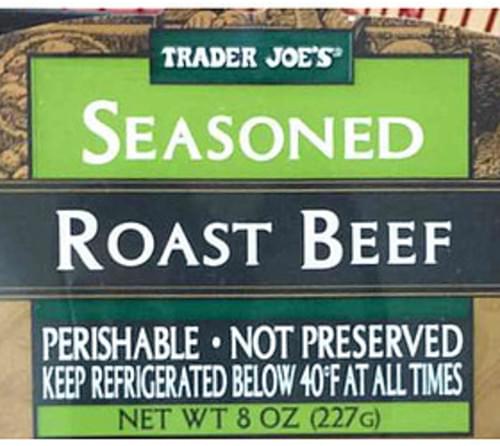 TRADER JOE'S®
SEASONED
ROAST BEEF
PERISHABLE • NOT PRESERVED
KEEP REFRIGERATED BELOW 40°F AT ALL TIMES
NET WT 8 OZ (227G)